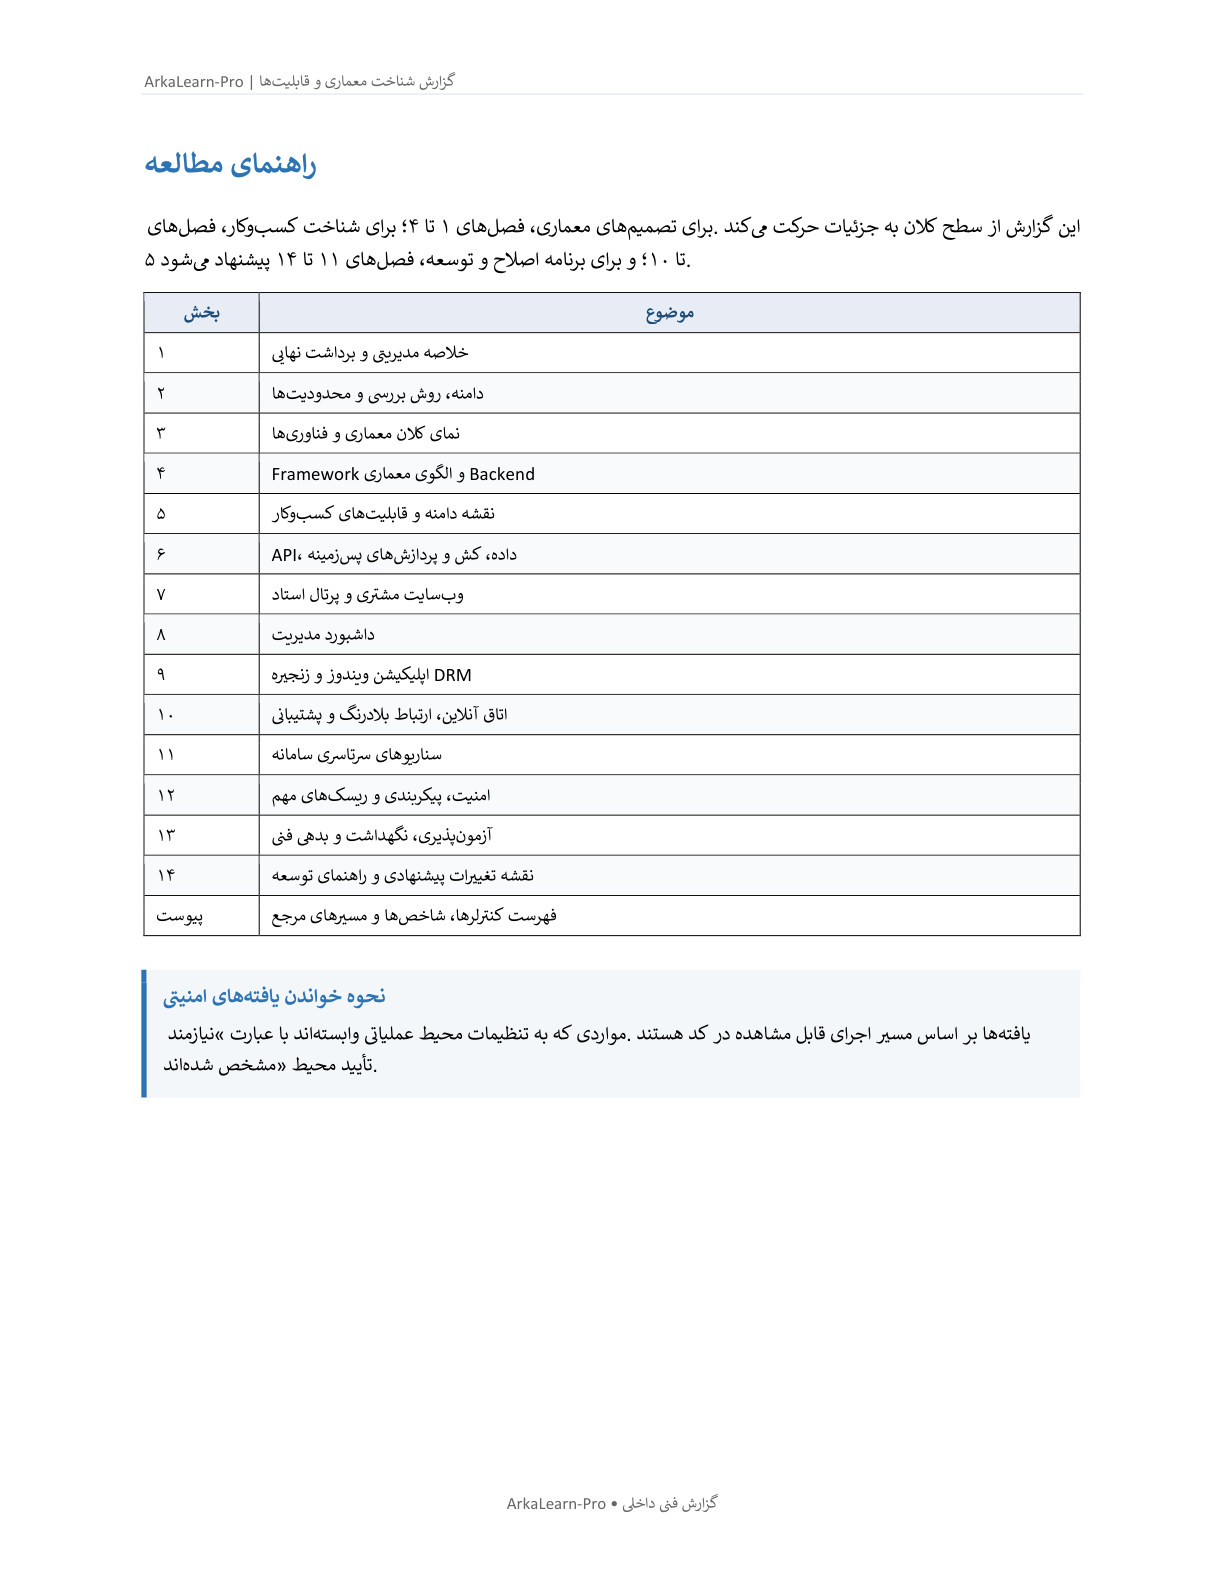 ArkaLearn-Pro | گزارش شناخت معماری و قابلیت‌ها
راهنمای مطالعه
این گزارش از سطح کلان به جزئیات حرکت می‌کند. برای تصمیم‌های معماری، فصل‌های ۱ تا ۴؛ برای شناخت کسب‌وکار، فصل‌های
۵ تا ۱۰؛ و برای برنامه اصلاح و توسعه، فصل‌های ۱۱ تا ۱۴ پیشنهاد می‌شود.
بخش موضوع
۱ خلاصه مدیریتی و برداشت نهایی
۲ دامنه، روش بررسی و محدودیت‌ها
۳ نمای کلان معماری و فناوری‌ها
۴ Framework و الگوی معماری Backend
۵ نقشه دامنه و قابلیت‌های کسب‌وکار
۶ API، داده، کش و پردازش‌های پس‌زمینه
۷ وب‌سایت مشتری و پرتال استاد
۸ داشبورد مدیریت
۹ اپلیکیشن ویندوز و زنجیره DRM
۱۰ اتاق آنلاین، ارتباط بلادرنگ و پشتیبانی
۱۱ سناریوهای سرتاسری سامانه
۱۲ امنیت، پیکربندی و ریسک‌های مهم
۱۳ آزمون‌پذیری، نگهداشت و بدهی فنی
۱۴ نقشه تغییرات پیشنهادی و راهنمای توسعه
پیوست فهرست کنترلرها، شاخص‌ها و مسیرهای مرجع
نحوه خواندن یافته‌های امنیتی
یافته‌ها بر اساس مسیر اجرای قابل مشاهده در کد هستند. مواردی که به تنظیمات محیط عملیاتی وابسته‌اند با عبارت «نیازمند
تأیید محیط» مشخص شده‌اند.
ArkaLearn-Pro • گزارش فنی داخلی